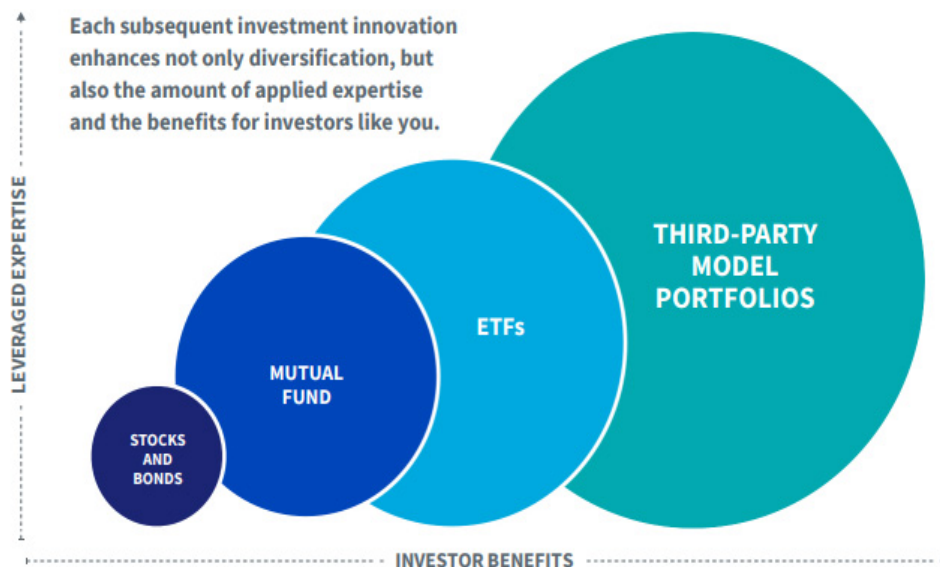 Each subsequent investment innovation
enhances not only diversification, but
also the amount of applied expertise
and the benefits for investors like you.
LEVERAGED EXPERTISE
THIRD-PARTY
MODEL
PORTFOLIOS
ETFs
MUTUAL
FUND
STOCKS
AND
BONDS
INVESTOR BENEFITS